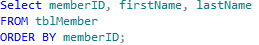 Select memberID, firstName, lastName
FROM tblMember
ORDER BY memberID;